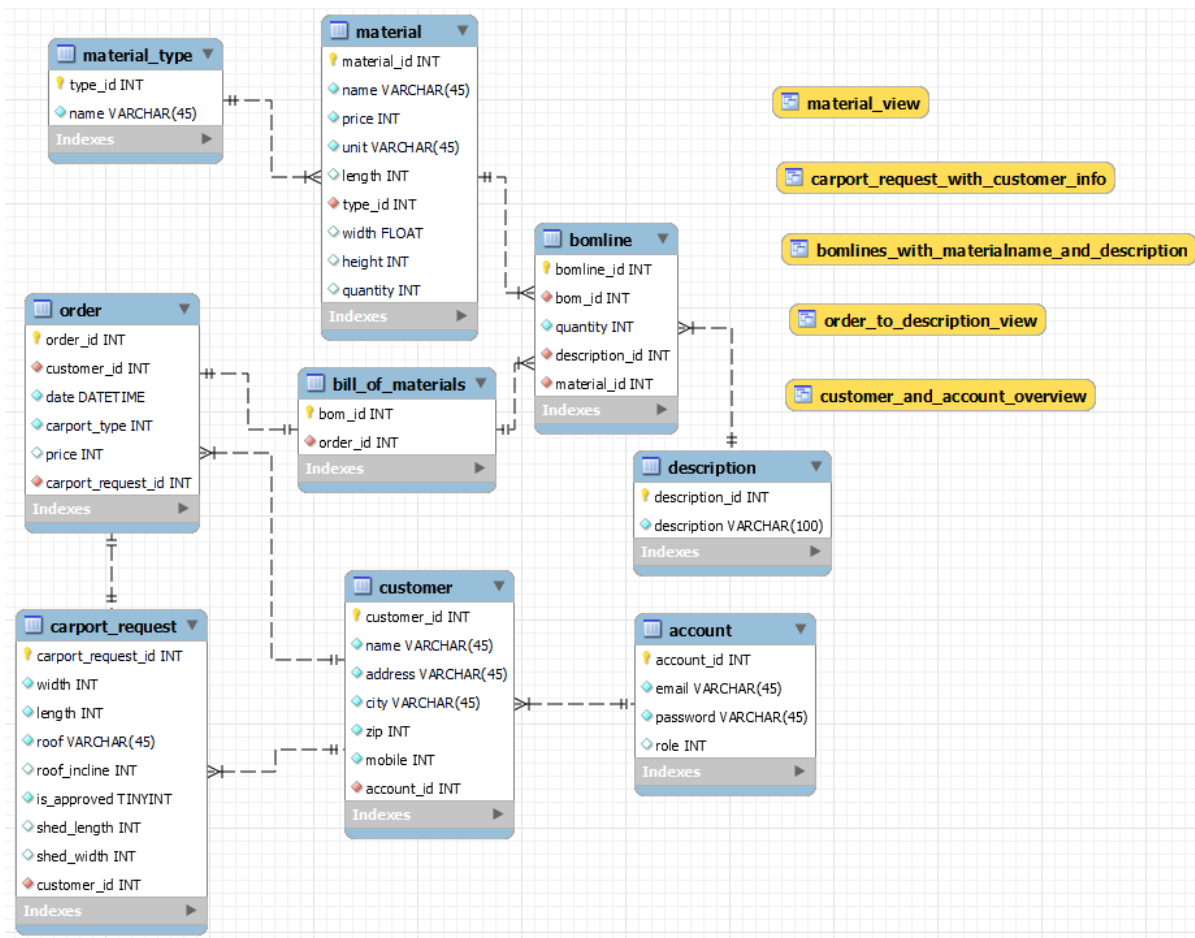 material_type
type_id INT
name VARCHAR(45)
Indexes
material
material_id INT
name VARCHAR(45)
price INT
unit VARCHAR(45)
length INT
type_id INT
width FLOAT
height INT
quantity INT
Indexes
material_view
carport_request_with_customer_info
bomlines_with_materialname_and_description
order_to_description_view
customer_and_account_overview
bomline
bomline_id INT
bom_id INT
quantity INT
description_id INT
material_id INT
Indexes
order
order_id INT
customer_id INT
date DATETIME
carport_type INT
price INT
carport_request_id INT
Indexes
bill_of_materials
bom_id INT
order_id INT
Indexes
description
description_id INT
description VARCHAR(100)
Indexes
carport_request
carport_request_id INT
width INT
length INT
roof VARCHAR(45)
roof_incline INT
is_approved TINYINT
shed_length INT
shed_width INT
customer_id INT
Indexes
customer
customer_id INT
name VARCHAR(45)
address VARCHAR(45)
city VARCHAR(45)
zip INT
mobile INT
account_id INT
Indexes
account
account_id INT
email VARCHAR(45)
password VARCHAR(45)
role INT
Indexes